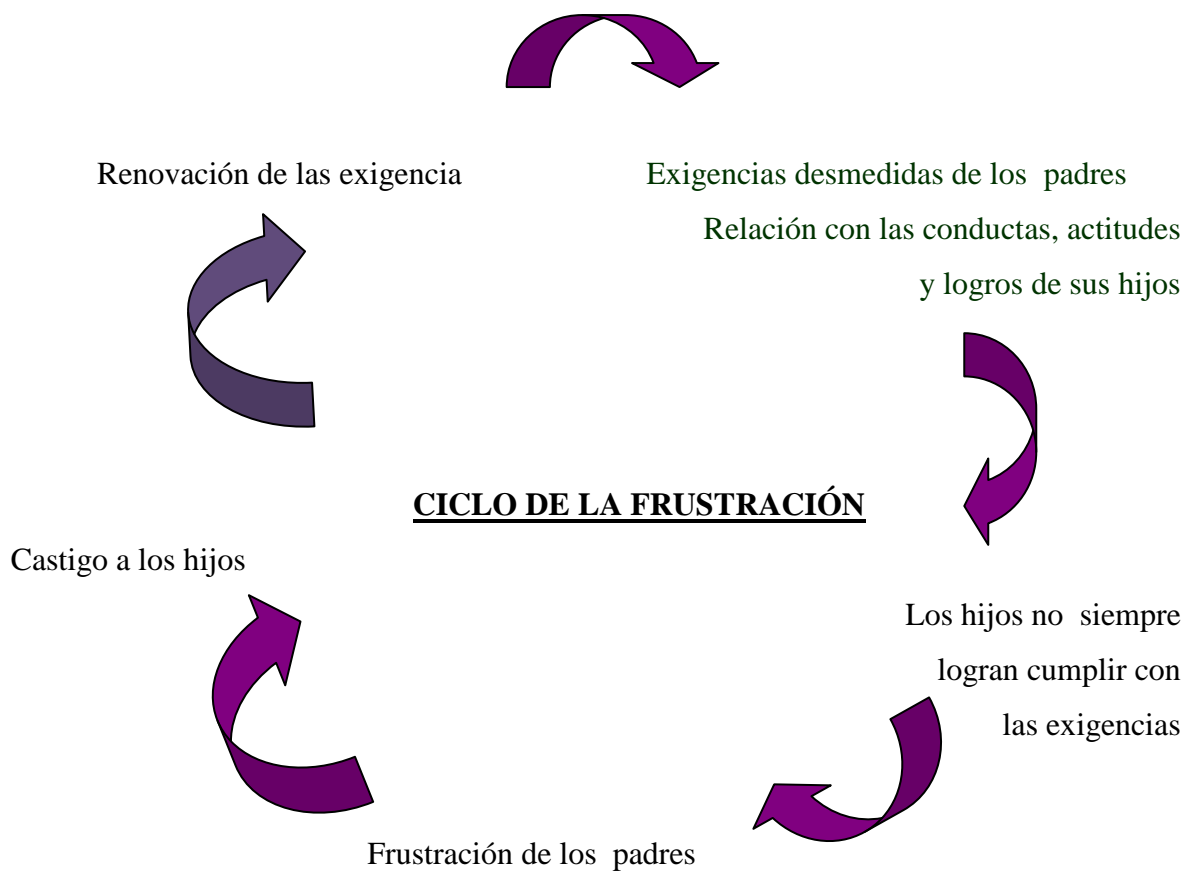 Renovación de las exigencia
Exigencias desmedidas de los padres
Relación con las conductas, actitudes
y logros de sus hijos
CICLO DE LA FRUSTRACIÓN
Castigo a los hijos
Los hijos no siempre
logran cumplir con
las exigencias
Frustración de los padres